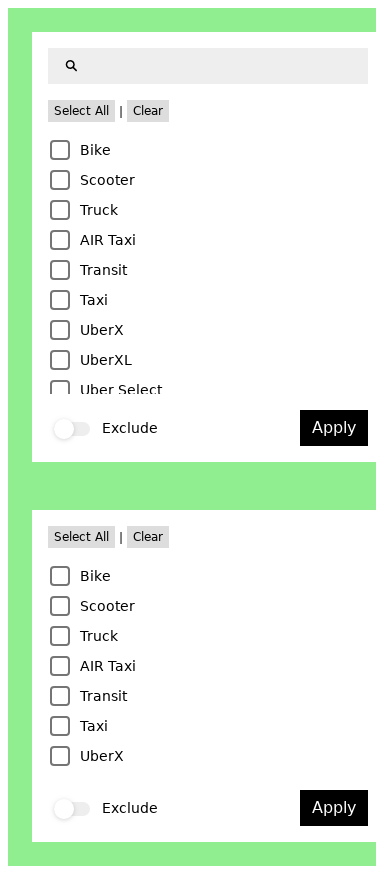 Select All | Clear
Bike
Scooter
Truck
AIR Taxi
Transit
Taxi
UberX
UberXL
Uber Select
Exclude Apply
Select All | Clear
Bike
Scooter
Truck
AIR Taxi
Transit
Taxi
UberX
Exclude Apply